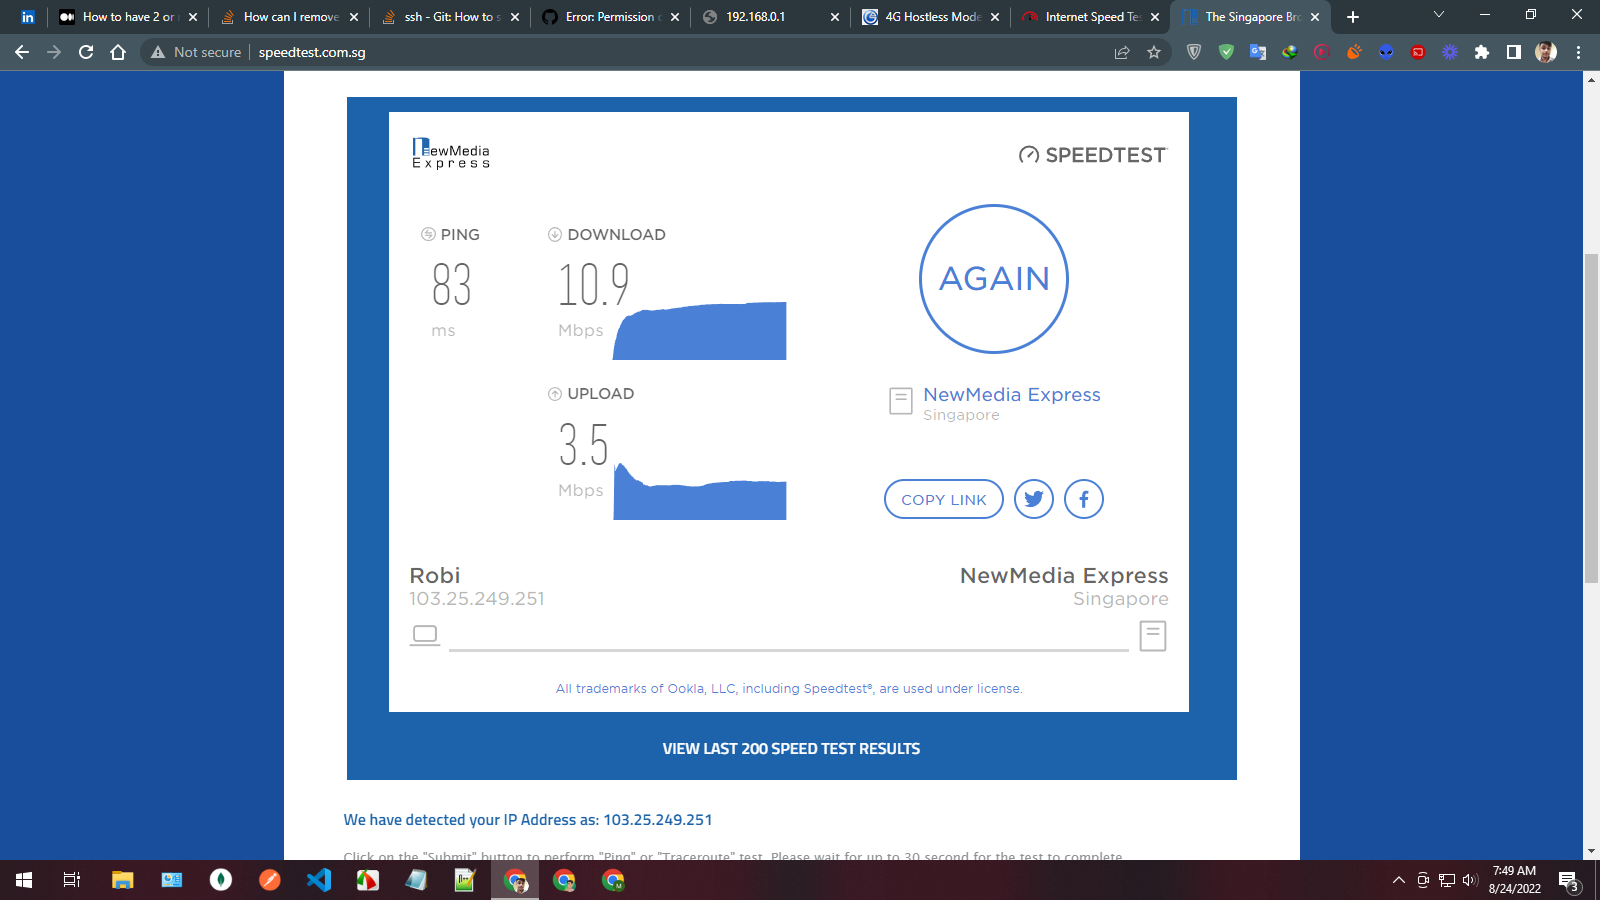 How to have 2 or
How can I remove
ssh - Git: How to s
Error: Permission
192.168.0.1
4G Hostless Mode
Internet Speed Te
The Singapore Bro
Not secure
speedtest.com.sg
NewMedia
Express
SPEEDTEST
PING
DOWNLOAD
83
10.9
ms
Mbps
AGAIN
UPLOAD
3.5
Mbps
NewMedia Express
Singapore
COPY LINK
Robi
103.25.249.251
NewMedia Express
Singapore
All trademarks of Ookla, LLC, including Speedtest®, are used under license.
VIEW LAST 200 SPEED TEST RESULTS
We have detected your IP Address as: 103.25.249.251
Click on the "Submit" button to perform "Ping" or "Traceroute" test. Please wait for up to 30 second for the test to complete
7:49 AM
8/24/2022
3